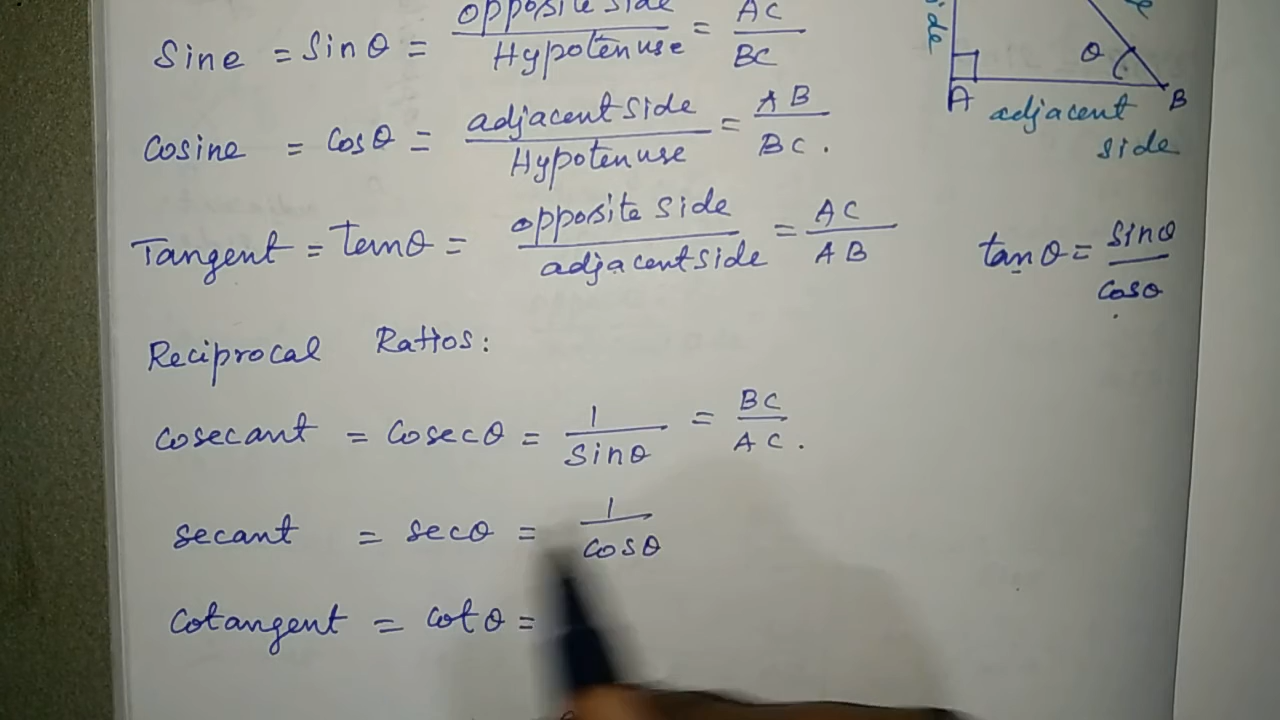 Sine = Sinθ = opposite side / Hypotenuse = AC / BC
Cosine = Cosθ = adjacent side / Hypotenuse = AB / BC.
Tangent = Tanθ = opposite side / adjacent side = AC / AB
Reciprocal Ratios:
Cosecant = Cosecθ = 1 / Sinθ = BC / AC.
secant = secθ = 1 / cosθ
Cotangent = cotθ =
θ
A
B
adjacent
side
tanθ = sinθ / cosθ